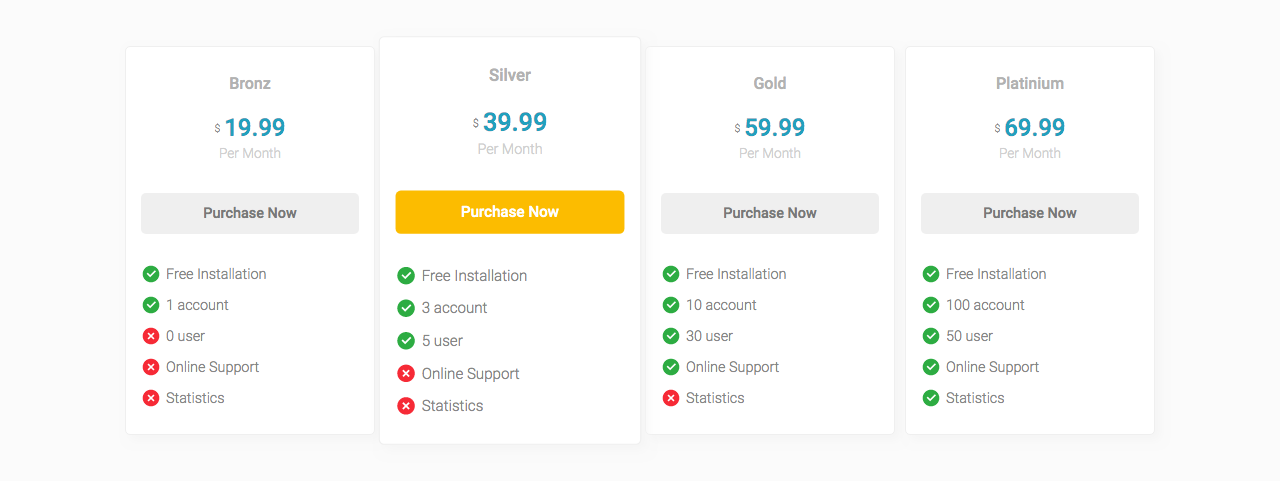 Bronz
$ 19.99
Per Month
Purchase Now
Free Installation
1 account
0 user
Online Support
Statistics
Silver
$ 39.99
Per Month
Purchase Now
Free Installation
3 account
5 user
Online Support
Statistics
Gold
$ 59.99
Per Month
Purchase Now
Free Installation
10 account
30 user
Online Support
Statistics
Platinium
$ 69.99
Per Month
Purchase Now
Free Installation
100 account
50 user
Online Support
Statistics